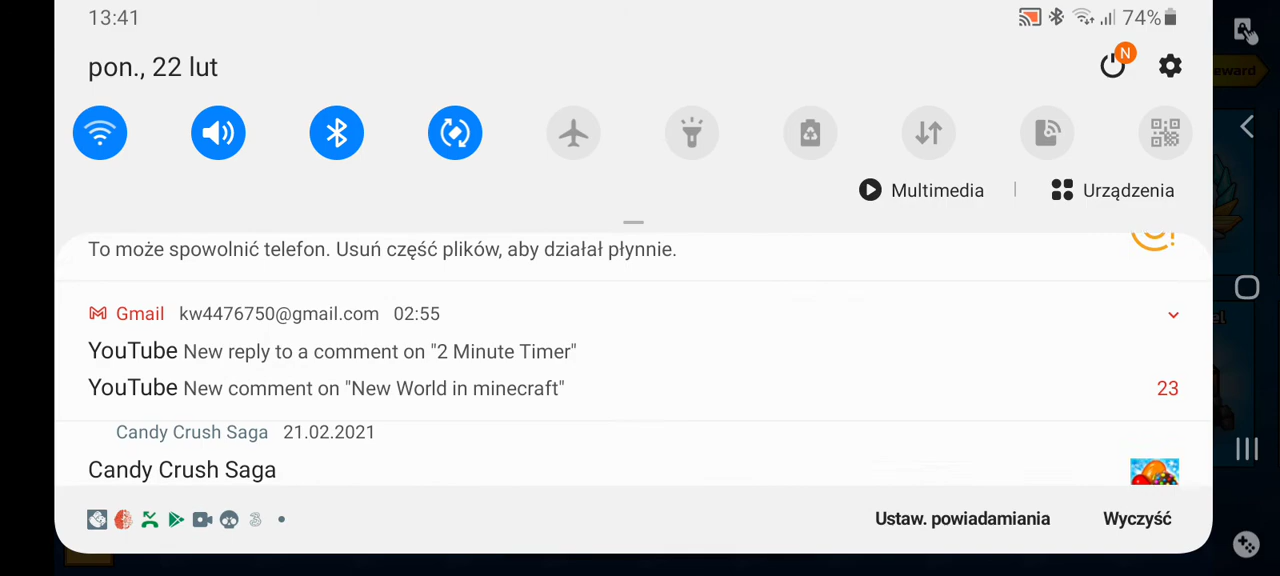 13:41
74%
pon., 22 lut
N
eward
Multimedia
Urządzenia
To może spowolnić telefon. Usuń część plików, aby działał płynnie.
Gmail kw4476750@gmail.com 02:55
YouTube New reply to a comment on "2 Minute Timer"
YouTube New comment on "New World in minecraft"
23
Candy Crush Saga 21.02.2021
Candy Crush Saga
3
Ustaw. powiadamiania
Wyczyść